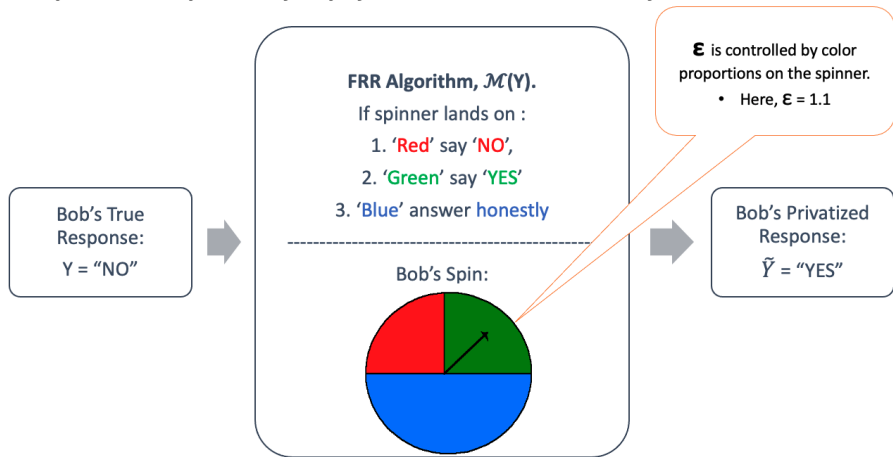 ε is controlled by color
proportions on the spinner.
• Here, ε = 1.1
FRR Algorithm, ℳ(Y).
If spinner lands on :
1. ‘Red’ say ‘NO’,
2. ‘Green’ say ‘YES’
3. ‘Blue’ answer honestly
Bob’s True
Response:
Y = “NO”
Bob’s Spin:
Bob’s Privatized
Response:
Ỹ = “YES”